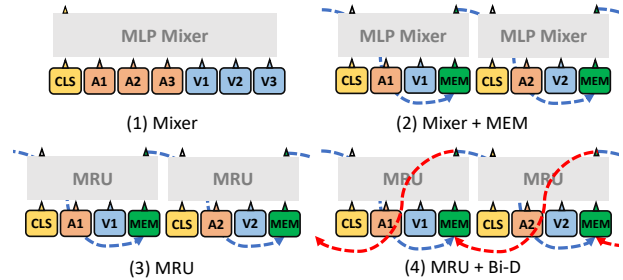 MLP Mixer
CLS A1 A2 A3 V1 V2 V3
(1) Mixer
MLP Mixer MLP Mixer
CLS A1 V1 MEM CLS A2 V2 MEM
(2) Mixer + MEM
MRU MRU
CLS A1 V1 MEM CLS A2 V2 MEM
(3) MRU
MRU MRU
CLS A1 V1 MEM CLS A2 V2 MEM
(4) MRU + Bi-D